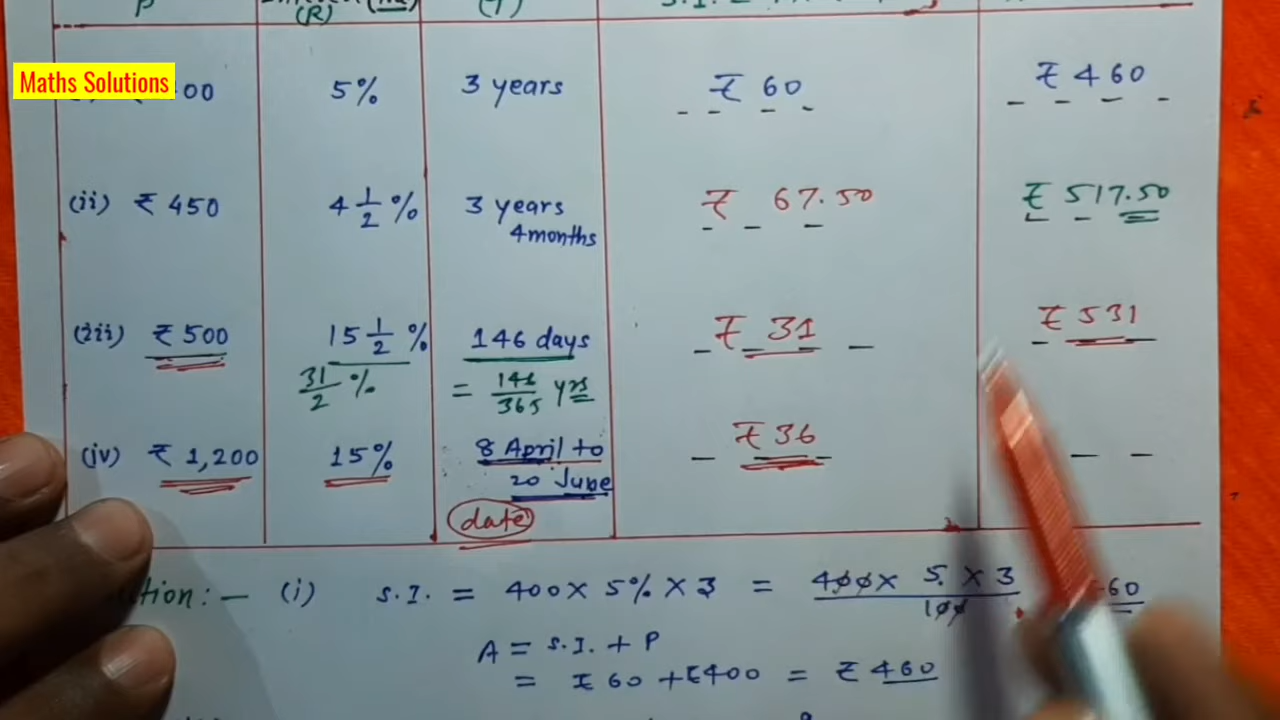 P
(R)
(T)
Maths Solutions
00 5% 3 years ₹ 60 ₹ 460
(ii) ₹ 450 4 1/2 % 3 years ₹ 67.50 ₹ 517.50
4months
(iii) ₹ 500 15 1/2 % 146 days ₹ 31 ₹ 531
31/2 % = 146/365 yrs
(iv) ₹ 1,200 15% 8 April to ₹ 36
20 June
date
(i) S.I. = 400 × 5% × 3 = 400 × 5 × 3 / 100 60
A = S.I. + P
= ₹ 60 + ₹400 = ₹ 460